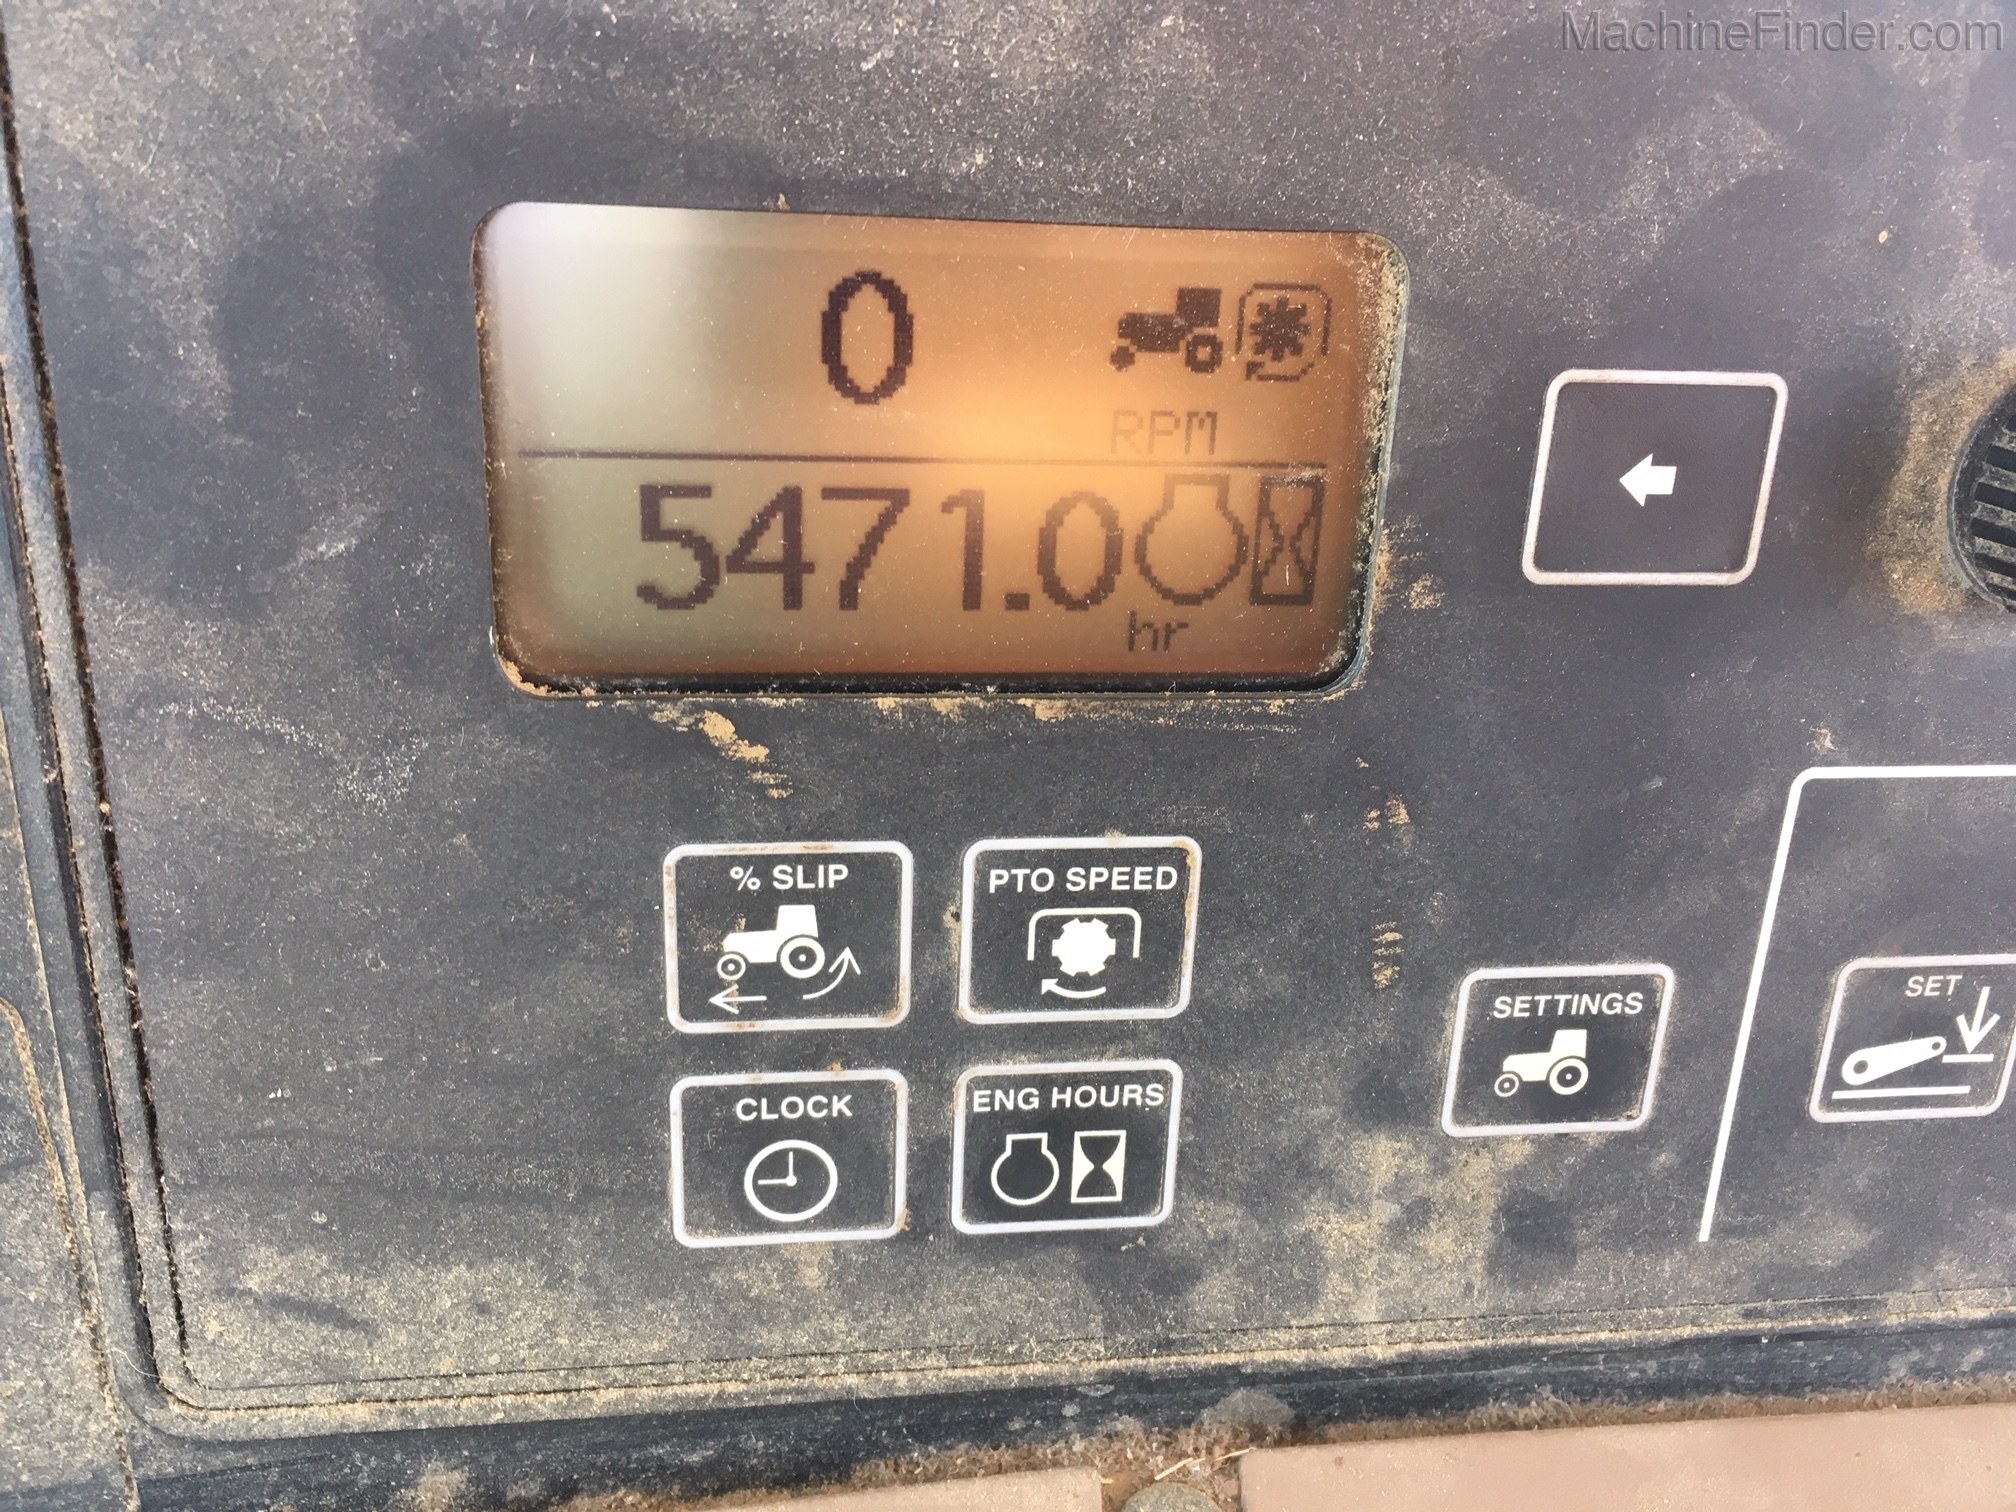 MachineFinder.com
0
RPM
5471.0
hr
% SLIP
PTO SPEED
SETTINGS
SET
CLOCK
ENG HOURS